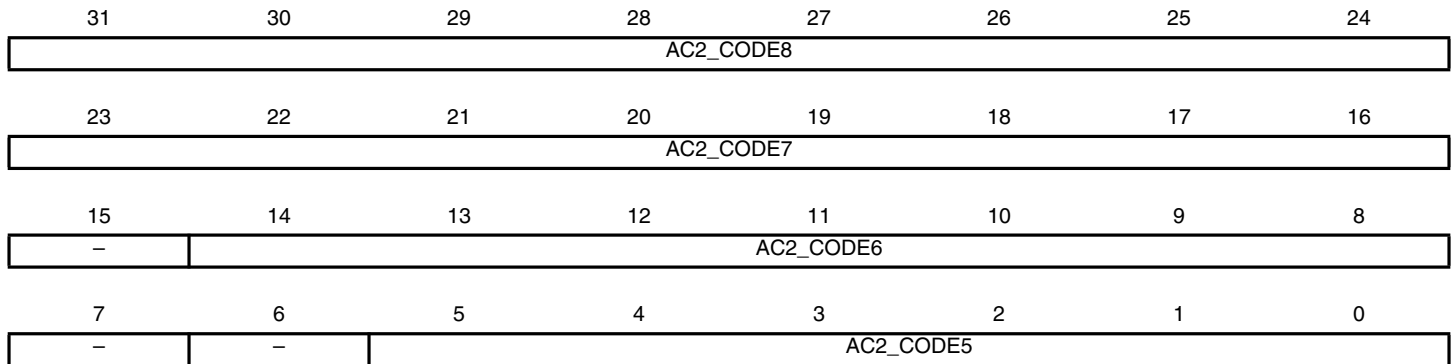 31 30 29 28 27 26 25 24
AC2_CODE8
23 22 21 20 19 18 17 16
AC2_CODE7
15 14 13 12 11 10 9 8
– AC2_CODE6
7 6 5 4 3 2 1 0
– – AC2_CODE5